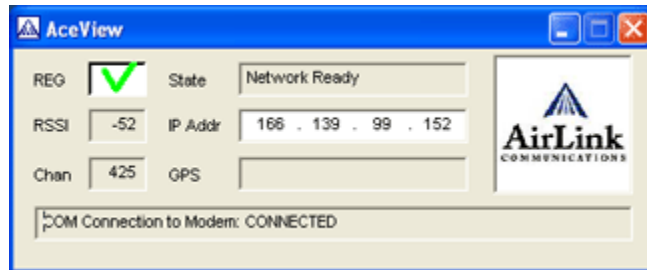 AceView
REG State Network Ready
RSSI -52 IP Addr 166 . 139 . 99 . 152
Chan 425 GPS
AirLink
COMMUNICATIONS
COM Connection to Modem: CONNECTED